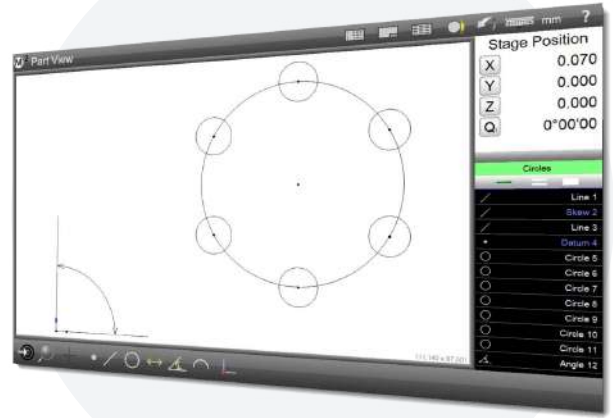 mm ?
Part View
Stage Position
X 0.070
Y 0.000
Z 0.000
Q 0°00'00
Circles
Line 1
Skew 2
Line 3
Datum 4
Circle 5
Circle 6
Circle 7
Circle 8
Circle 9
Circle 10
Circle 11
Angle 12